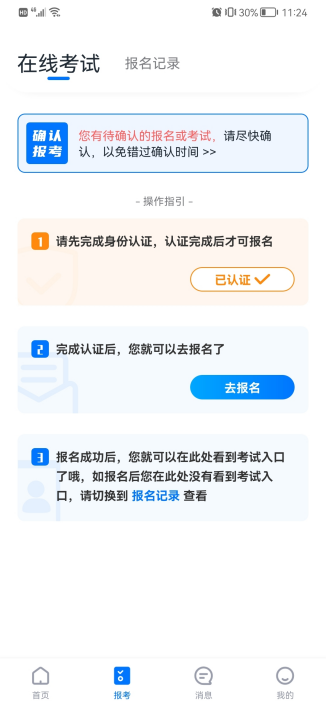 HD 30% 11:24
在线考试 报名记录
确认
报考
您有待确认的报名或考试，请尽快确
认，以免错过确认时间 >>
- 操作指引 -
1 请先完成身份认证，认证完成后才可报名
已认证
2 完成认证后，您就可以去报名了
去报名
3 报名成功后，您就可以在此处看到考试入口
了哦，如报名后您在此处没有看到考试入
口，请切换到 报名记录 查看
首页 报考 消息 我的